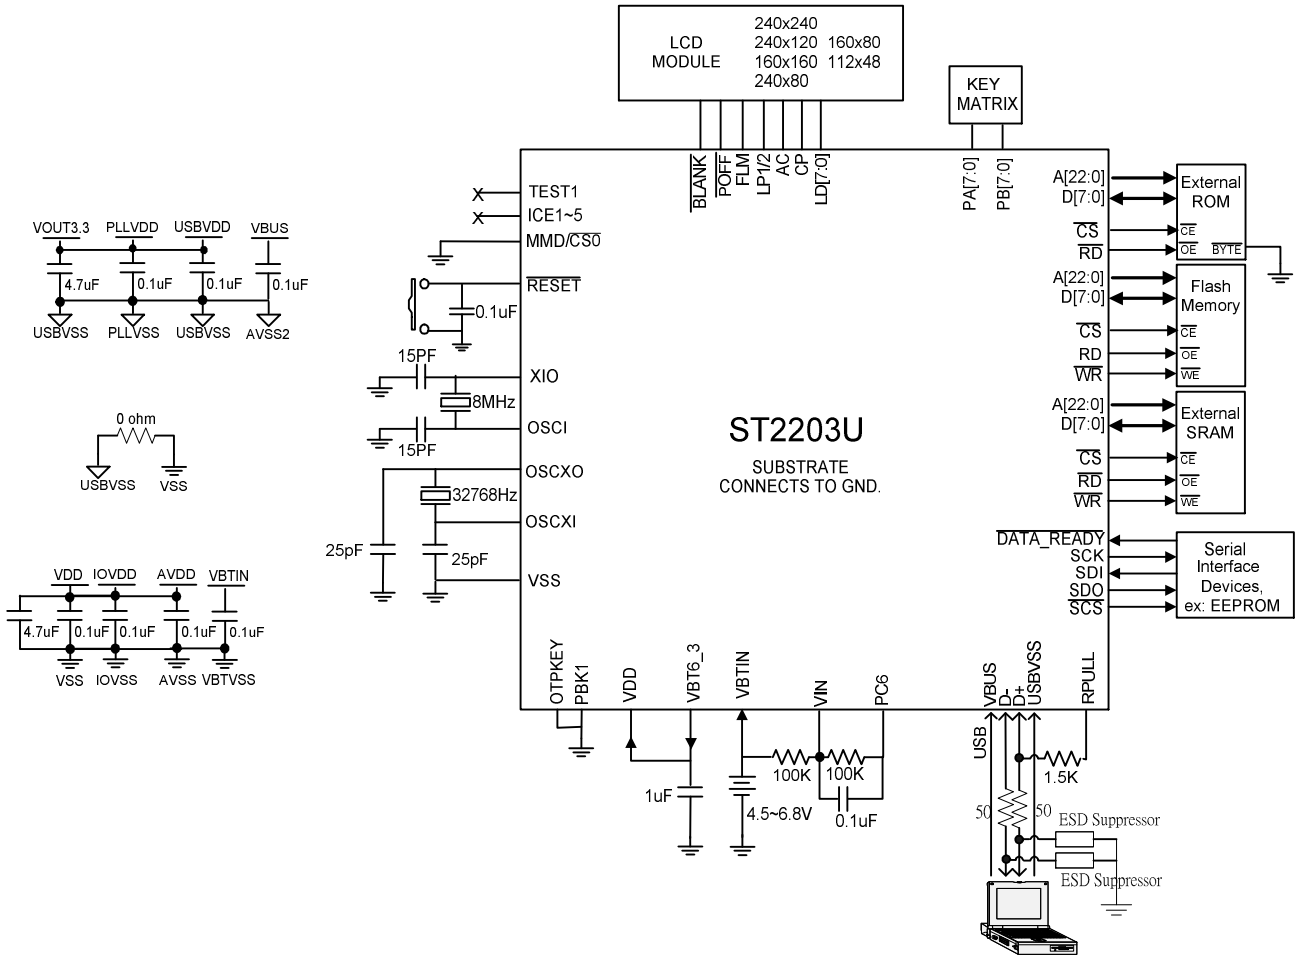 240x240
LCD
240x120 160x80
MODULE
160x160 112x48
240x80
KEY
MATRIX
BLANK
POFF
FLM
LP1/2
AC
CP
LD[7:0]
PA[7:0]
PB[7:0]
TEST1
ICE1~5
MMD/CS0
RESET
0.1uF
15PF
XIO
8MHz
OSCI
15PF
OSCXO
32768Hz
OSCXI
25pF
25pF
VSS
ST2203U
SUBSTRATE
CONNECTS TO GND.
A[22:0]
D[7:0]
CS
RD
External
ROM
CE
OE BYTE
A[22:0]
D[7:0]
CS
RD
WR
Flash
Memory
CE
OE
WE
A[22:0]
D[7:0]
CS
RD
WR
External
SRAM
CE
OE
WE
DATA_READY
SCK
SDI
SDO
SCS
Serial
Interface
Devices,
ex: EEPROM
VOUT3.3 PLLVDD USBVDD VBUS
4.7uF 0.1uF 0.1uF 0.1uF
USBVSS PLLVSS USBVSS AVSS2
0 ohm
USBVSS VSS
VDD IOVDD AVDD VBTIN
4.7uF 0.1uF 0.1uF 0.1uF 0.1uF
VSS IOVSS AVSS VBTVSS
OTPKEY
PBK1
VDD
VBT6_3
VBTIN
VIN
PC6
VBUS
D-
D+
USBVSS
RPULL
USB
1uF
4.5~6.8V
100K
100K
0.1uF
1.5K
50
50
ESD Suppressor
ESD Suppressor